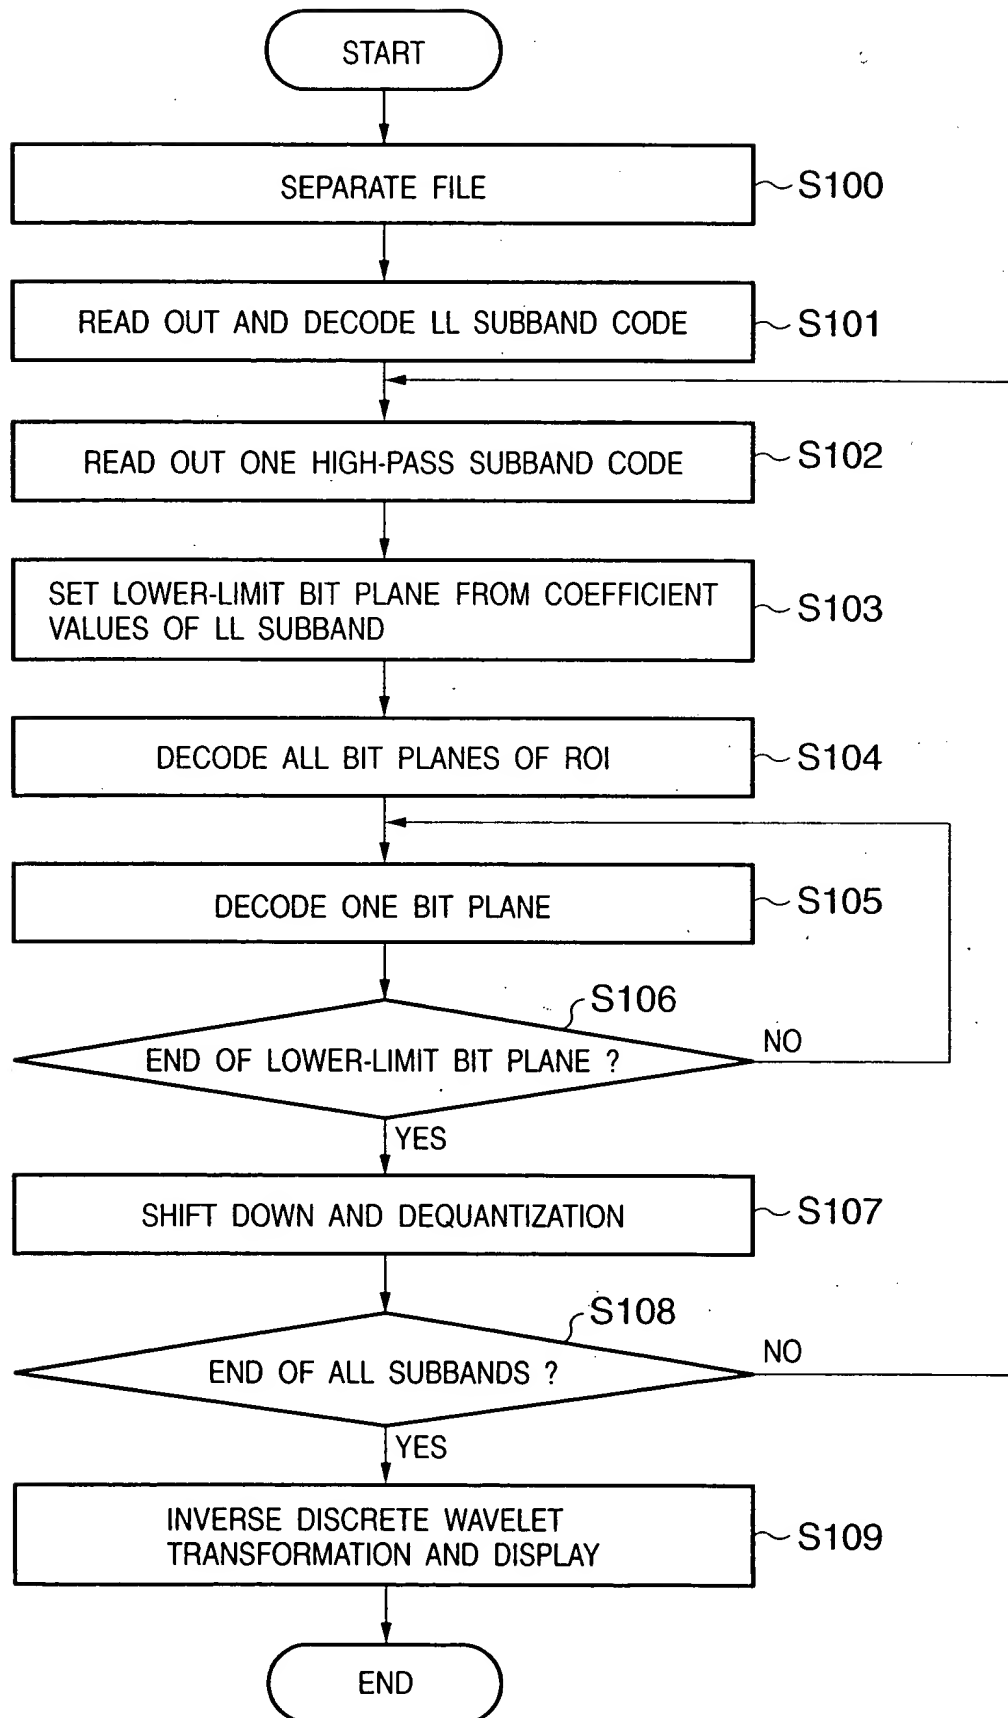 START
SEPARATE FILE
S100
READ OUT AND DECODE LL SUBBAND CODE
S101
READ OUT ONE HIGH-PASS SUBBAND CODE
S102
SET LOWER-LIMIT BIT PLANE FROM COEFFICIENT
VALUES OF LL SUBBAND
S103
DECODE ALL BIT PLANES OF ROI
S104
DECODE ONE BIT PLANE
S105
S106
END OF LOWER-LIMIT BIT PLANE ?
NO
YES
SHIFT DOWN AND DEQUANTIZATION
S107
S108
END OF ALL SUBBANDS ?
NO
YES
INVERSE DISCRETE WAVELET
TRANSFORMATION AND DISPLAY
S109
END